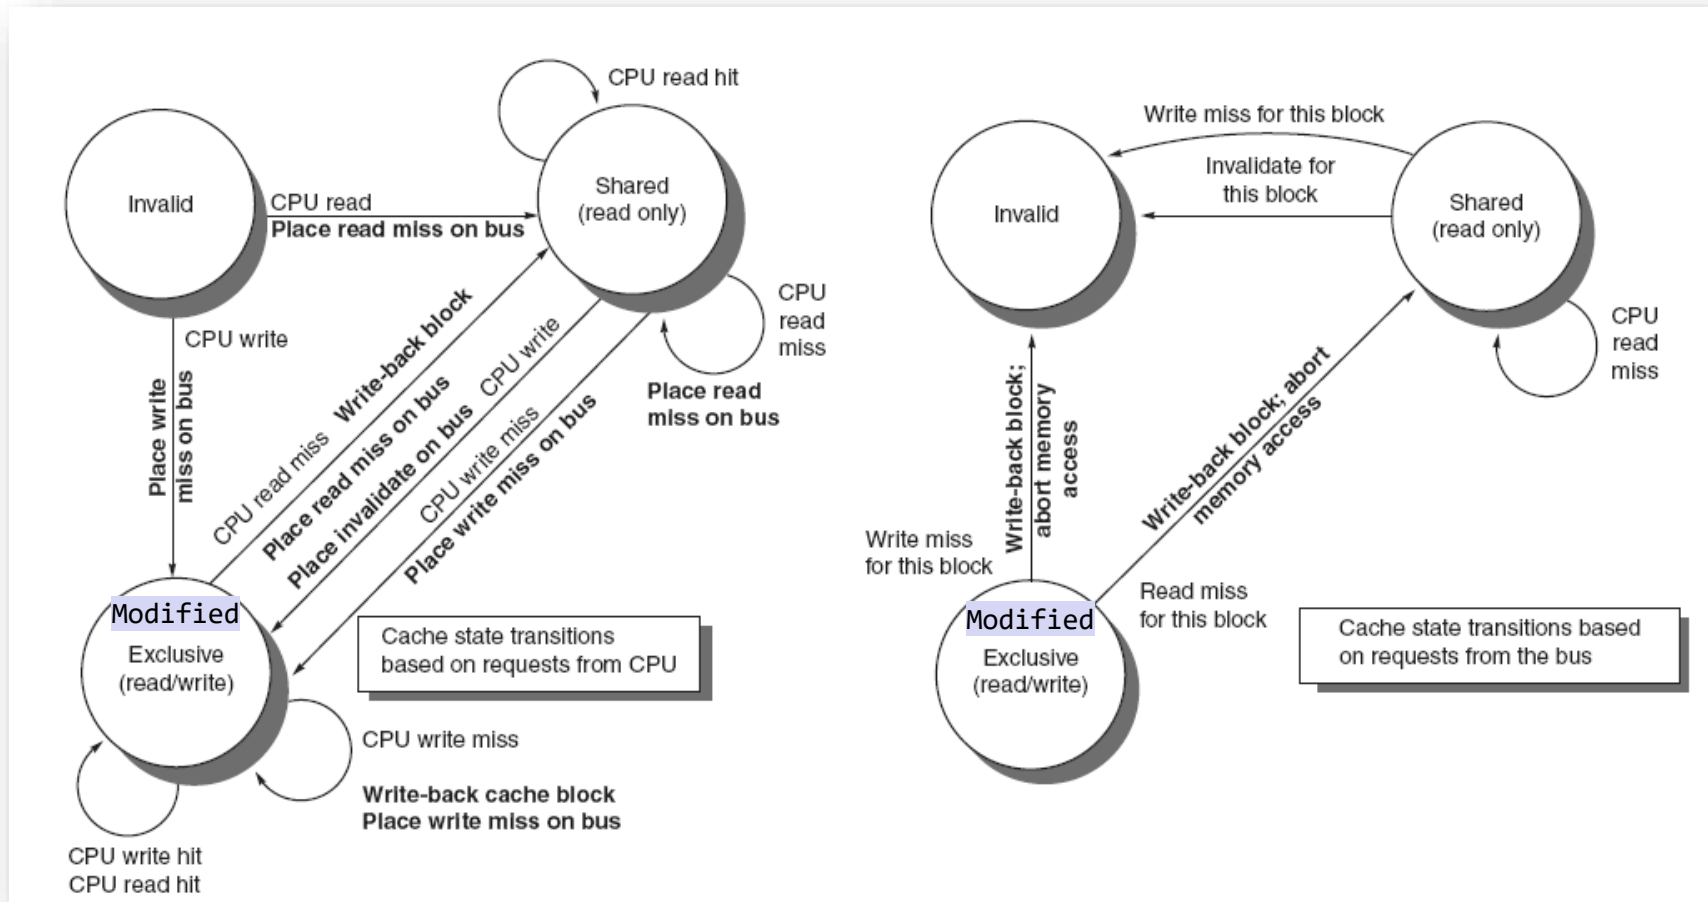 CPU read hit
Invalid
Shared
(read only)
CPU read
Place read miss on bus
CPU
read
miss
Place read
miss on bus
CPU write
Place write
miss on bus
CPU read miss Write-back block
Place read miss on bus
Place invalidate on bus CPU write
CPU write miss
Place write miss on bus
Modified
Exclusive
(read/write)
Cache state transitions
based on requests from CPU
CPU write miss
Write-back cache block
Place write miss on bus
CPU write hit
CPU read hit
Write miss for this block
Invalidate for
this block
Invalid
Shared
(read only)
CPU
read
miss
Write-back block;
abort memory
access
Write-back block; abort
memory access
Write miss
for this block
Read miss
for this block
Modified
Exclusive
(read/write)
Cache state transitions based
on requests from the bus